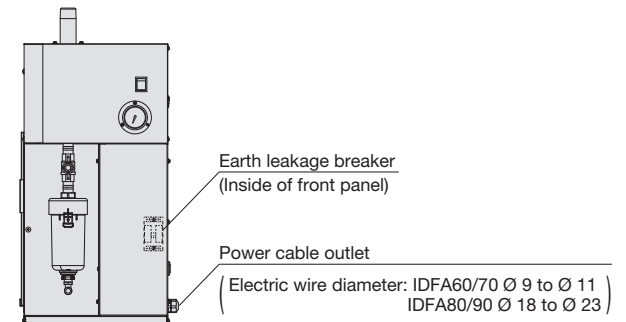 Earth leakage breaker
(Inside of front panel)
Power cable outlet
(Electric wire diameter: IDFA60/70 Ø 9 to Ø 11
IDFA80/90 Ø 18 to Ø 23)